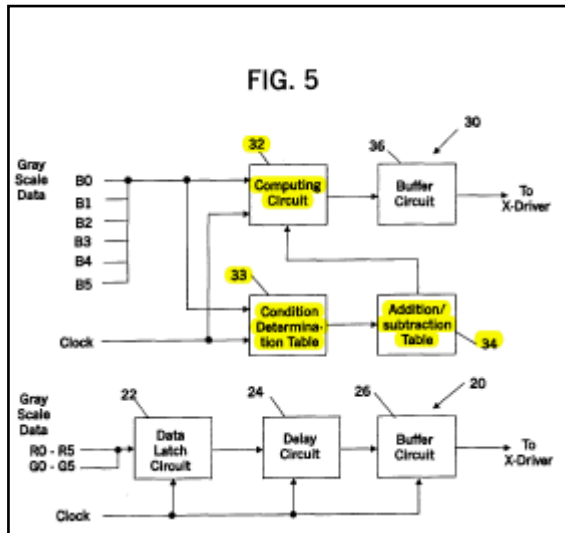 FIG. 5
32
36
30
Gray
Scale
Data
B0
B1
B2
B3
B4
B5
Computing
Circuit
Buffer
Circuit
To
X-Driver
33
Condition
Determina-
tion Table
Addition/
subtraction
Table
34
Clock
Gray
Scale
Data
22
24
26
20
R0 - R5
G0 - G5
Data
Latch
Circuit
Delay
Circuit
Buffer
Circuit
To
X-Driver
Clock